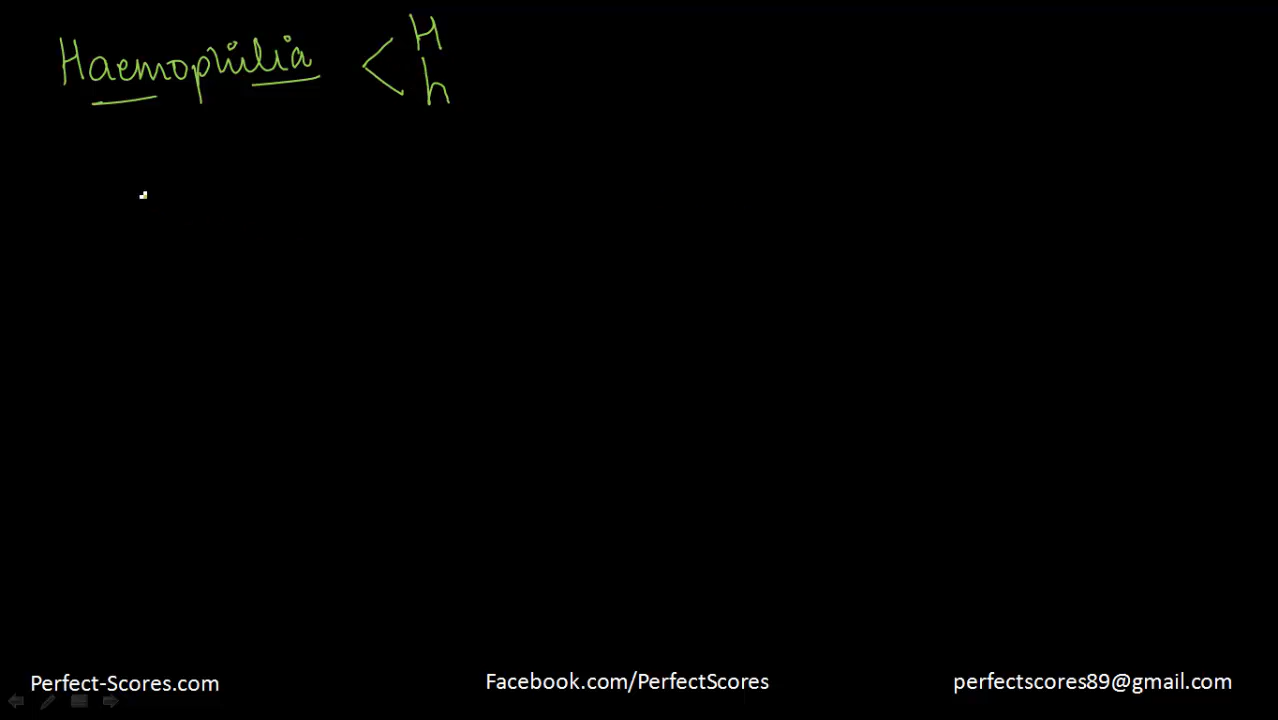 Haemophilia < H
h
Perfect-Scores.com
Facebook.com/PerfectScores
perfectscores89@gmail.com